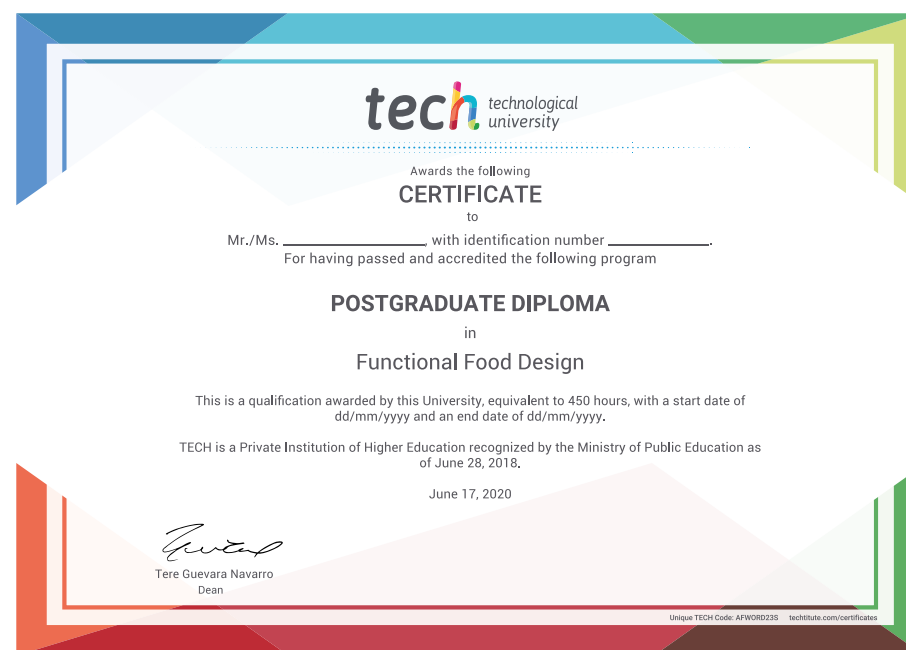 tech technological
university
Awards the following
CERTIFICATE
to
Mr./Ms. ____________, with identification number ____________.
For having passed and accredited the following program
POSTGRADUATE DIPLOMA
in
Functional Food Design
This is a qualification awarded by this University, equivalent to 450 hours, with a start date of
dd/mm/yyyy and an end date of dd/mm/yyyy.
TECH is a Private Institution of Higher Education recognized by the Ministry of Public Education as
of June 28, 2018.
June 17, 2020
Tere Guevara Navarro
Dean
Unique TECH Code: AFWORD23S techtitute.com/certificates